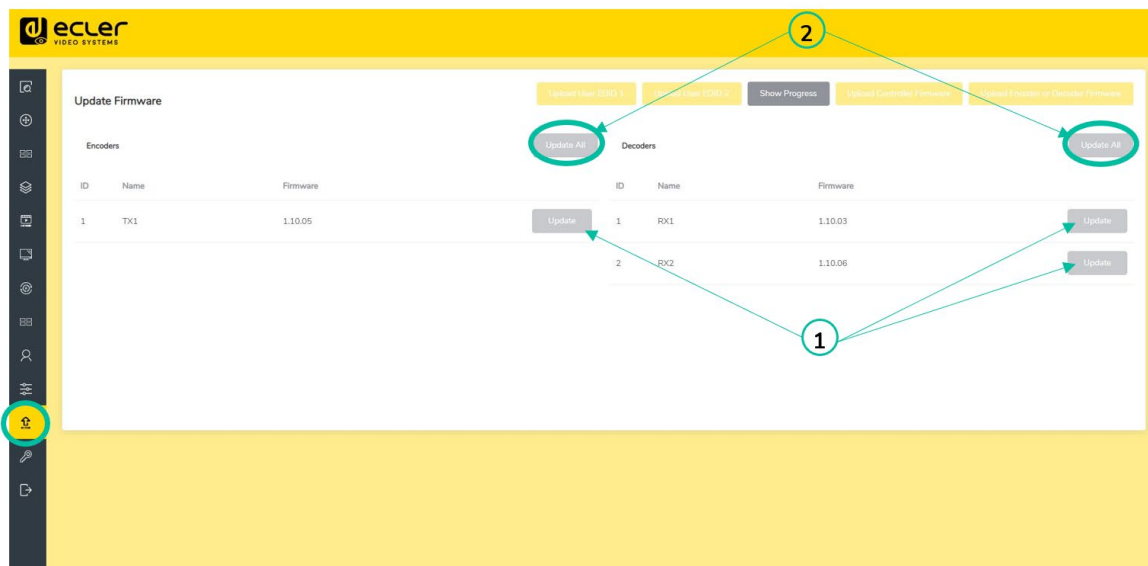 ecler
VIDEO SYSTEMS
2
Update Firmware
Upload User EDID 1
Upload User EDID 2
Show Progress
Upload Controller Firmware
Upload Encoder or Decoder Firmware
Encoders
Update All
Decoders
Update All
ID Name Firmware
ID Name Firmware
1 TX1 1.10.05 Update
1 RX1 1.10.03 Update
2 RX2 1.10.06 Update
1